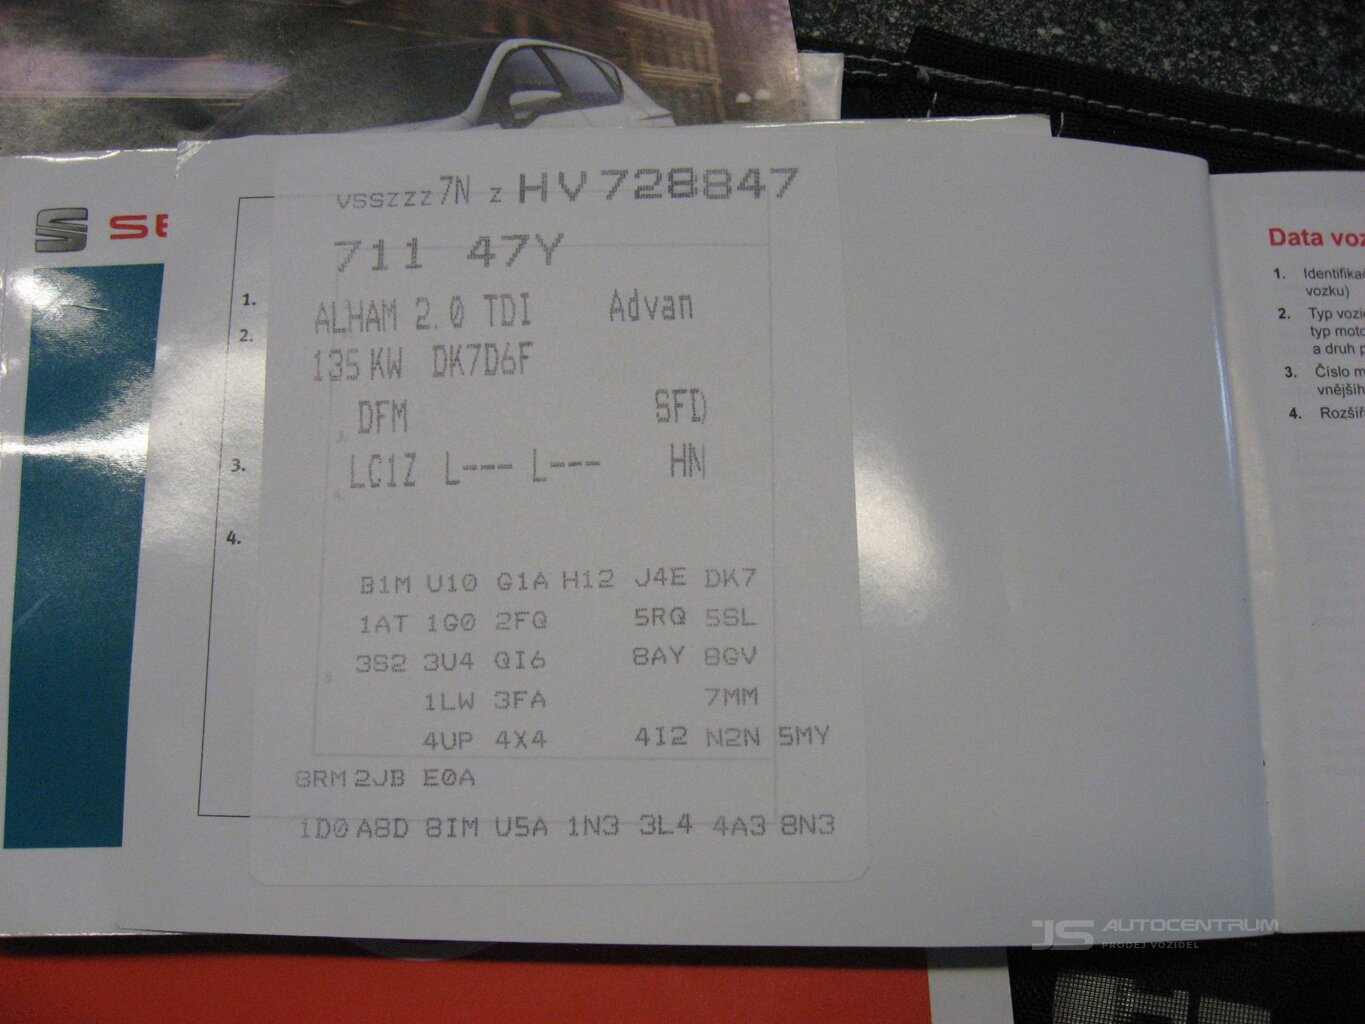 SE
VSSZZZ7N Z HV728847
711 47Y
1.
ALHAM 2.0 TDI Advan
2.
135 KW DK7D6F
DFM SFD
3.
LC1Z L--- L--- HN
4.
B1M U10 G1A H12 J4E DK7
1AT 1G0 2FQ 5RQ 5SL
3S2 3U4 QI6 8AY 8GV
1LW 3FA 7MM
4UP 4X4 4I2 N2N 5MY
8RM 2JB E0A
1D0 A8D 8IM U5A 1N3 3L4 4A3 8N3
Data voz
1. Identifika
vozku)
2. Typ vozi
typ moto
a druh p
3. Číslo m
vnějšíh
4. Rozšíř
JS AUTOCENTRUM
PRODEJ VOZIDEL